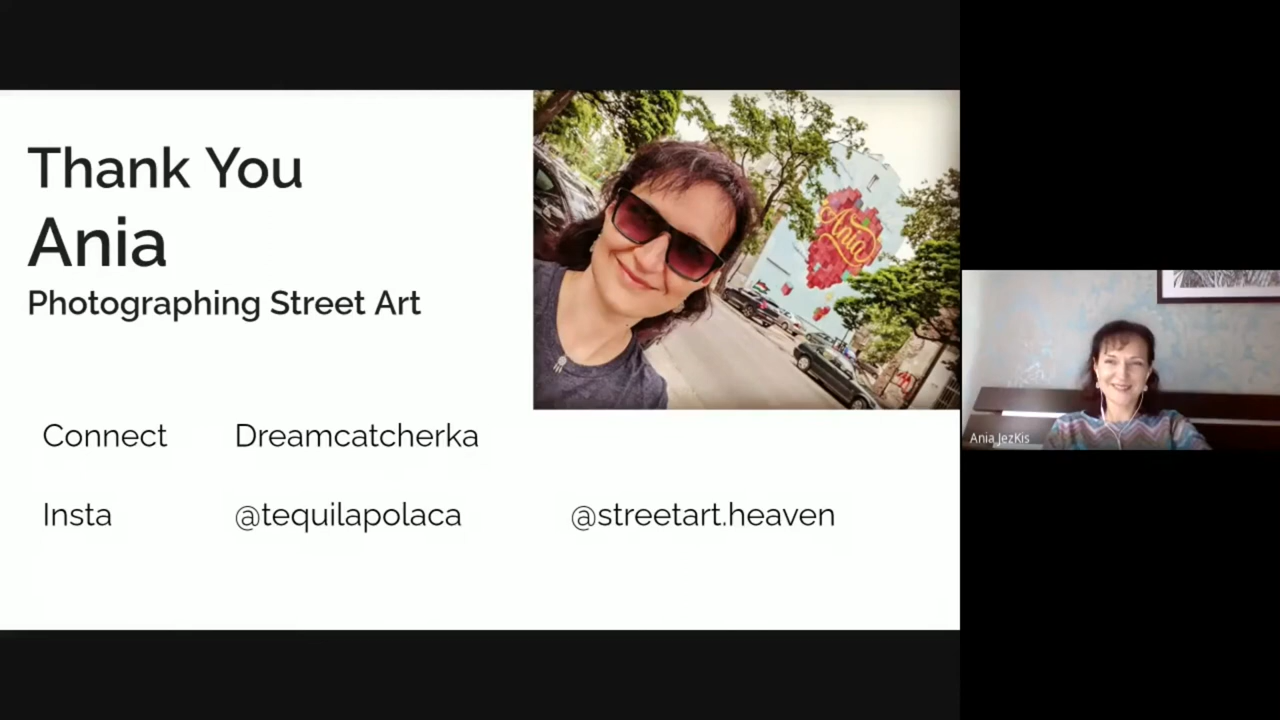 Thank You
Ania
Photographing Street Art
Ania
Connect Dreamcatcherka
Insta @tequilapolaca @streetart.heaven
Ania JezKis